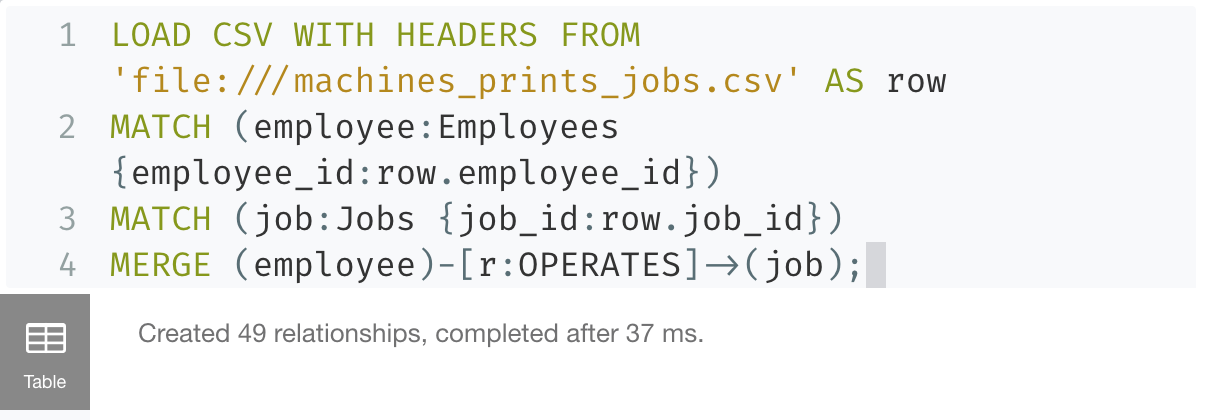 1 LOAD CSV WITH HEADERS FROM
'file:///machines_prints_jobs.csv' AS row
2 MATCH (employee:Employees
{employee_id:row.employee_id})
3 MATCH (job:Jobs {job_id:row.job_id})
4 MERGE (employee)-[r:OPERATES]->(job);
Created 49 relationships, completed after 37 ms.
Table